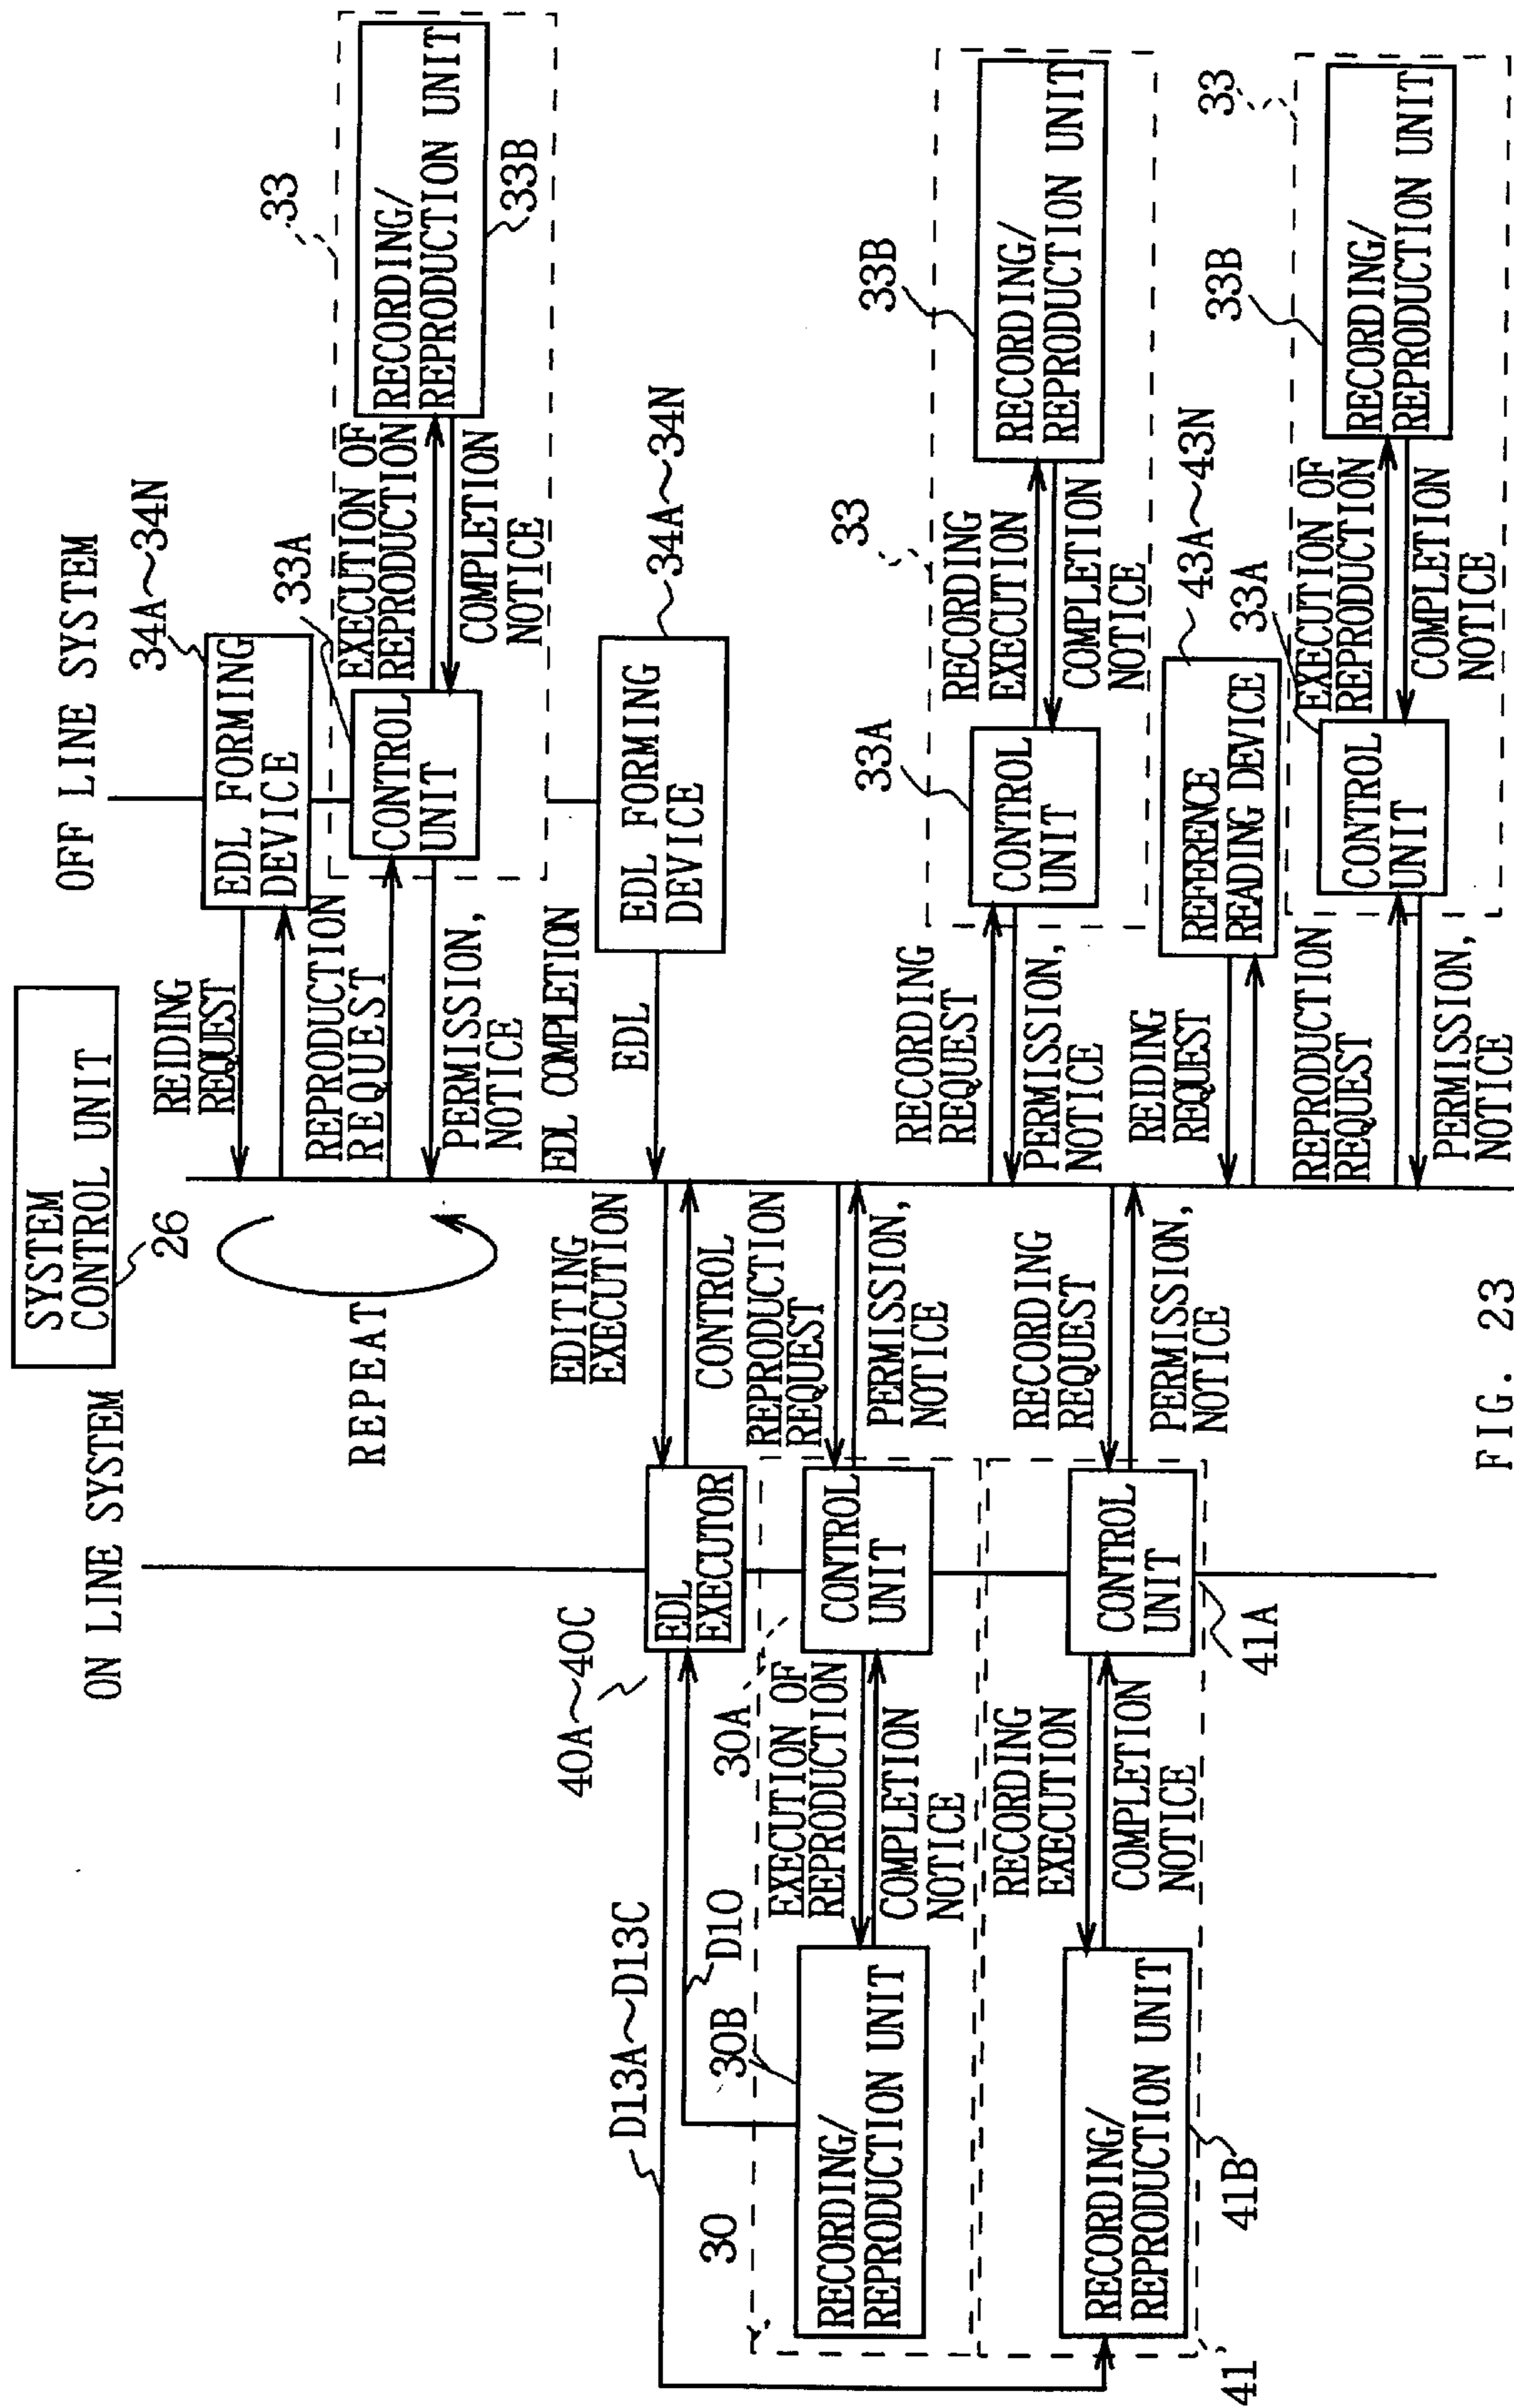 SYSTEM
CONTROL UNIT
26
ON LINE SYSTEM
OFF LINE SYSTEM
REPEAT
REIDING
REQUEST
EDL FORMING
DEVICE
34A~34N
REPRODUCTION
REQUEST
33A
33
CONTROL
UNIT
EXECUTION OF
REPRODUCTION
RECORDING/
REPRODUCTION UNIT
33B
PERMISSION,
NOTICE
COMPLETION
NOTICE
EDL COMPLETION
EDL
EDL FORMING
DEVICE
34A~34N
EDITING
EXECUTION
CONTROL
EDL
EXECUTOR
40A~40C
D13A~D13C
D10
REPRODUCTION
REQUEST
PERMISSION,
NOTICE
30A
CONTROL
UNIT
EXECUTION OF
REPRODUCTION
COMPLETION
NOTICE
30B
30
RECORDING/
REPRODUCTION UNIT
RECORDING
REQUEST
PERMISSION,
NOTICE
33A
33
CONTROL
UNIT
RECORDING
EXECUTION
COMPLETION
NOTICE
33B
RECORDING/
REPRODUCTION UNIT
RECORDING
REQUEST
PERMISSION,
NOTICE
CONTROL
UNIT
41A
RECORDING
EXECUTION
COMPLETION
NOTICE
RECORDING/
REPRODUCTION UNIT
41B
41
REIDING
REQUEST
REFERENCE
READING DEVICE
43A~43N
REPRODUCTION
REQUEST
PERMISSION,
NOTICE
33A
CONTROL
UNIT
EXECUTION OF
REPRODUCTION
COMPLETION
NOTICE
33B
33
RECORDING/
REPRODUCTION UNIT
FIG. 23